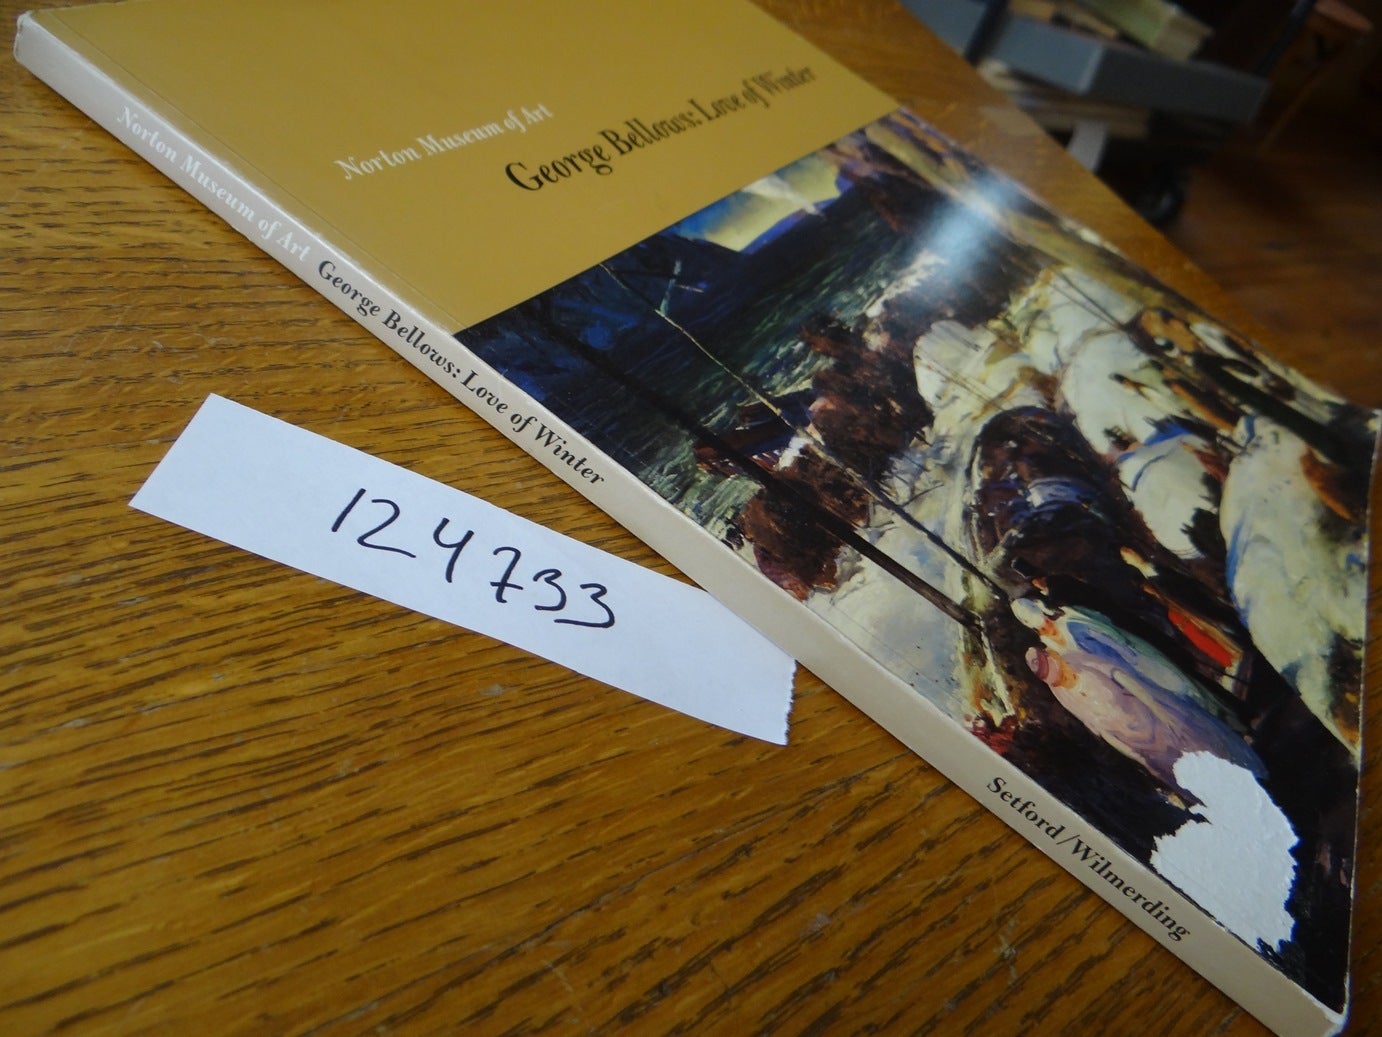 Norton Museum of Art
George Bellows: Love of Winter
Norton Museum of Art George Bellows: Love of Winter Setford/Wilmerding
124733